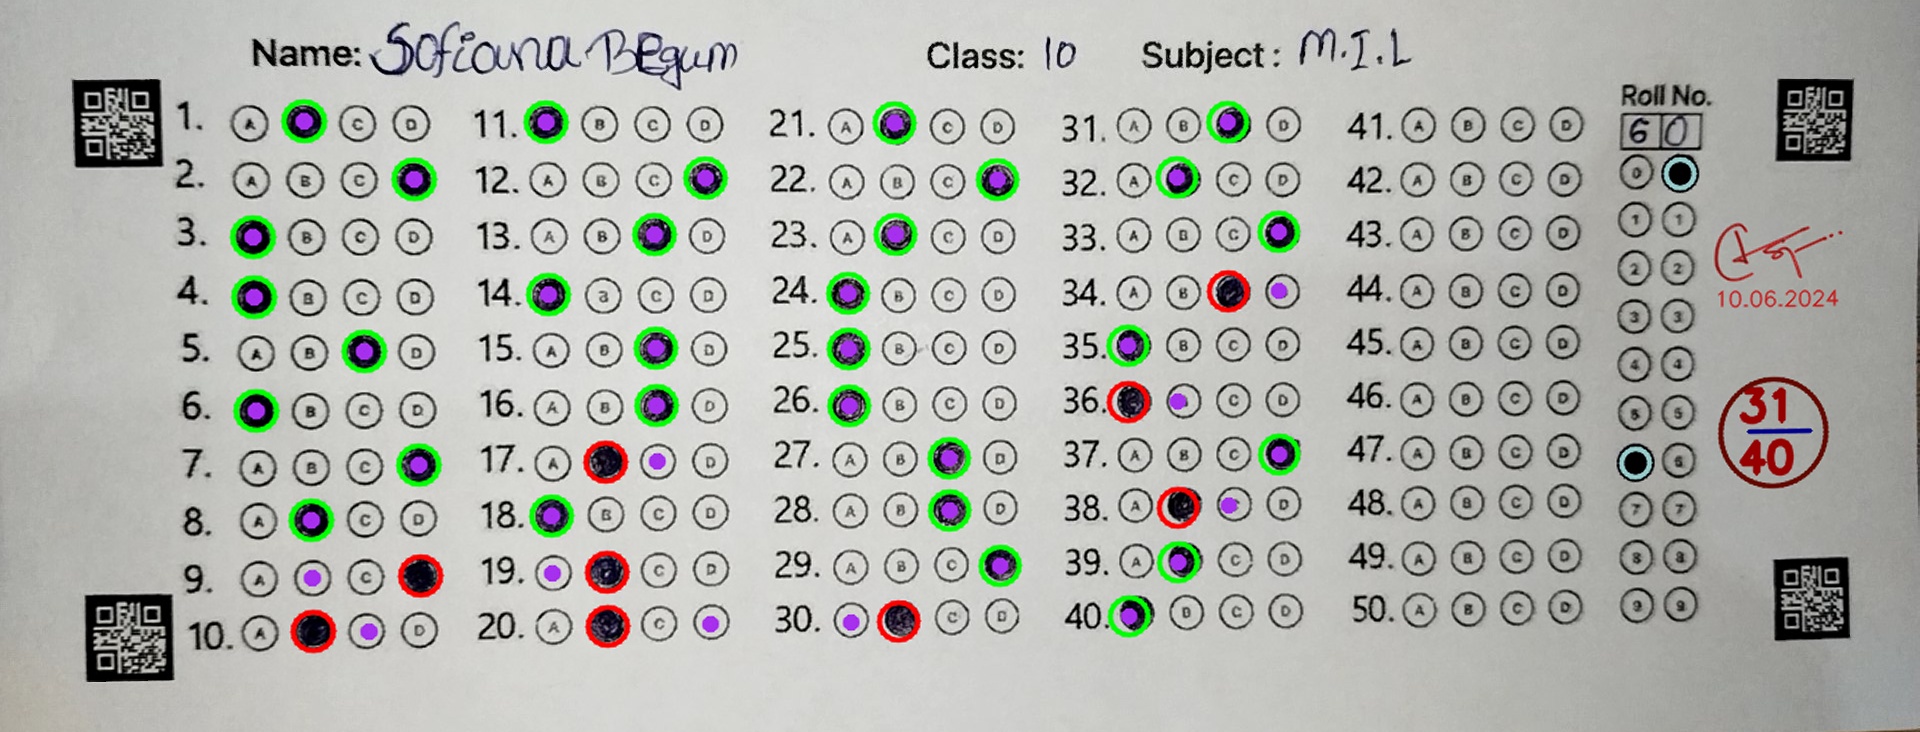 Name: Sofiana Begum Class: 10 Subject: M.I.L
Roll No.
6 0
1. A C D 11. B C D 21. A C D 31. A B D 41. A B C D
2. A B C 12. A B C 22. A B C 32. A C D 42. A B C D
3. B C D 13. A B D 23. A C D 33. A B C 43. A B C D
4. B C D 14. B C D 24. B C D 34. A B 44. A B C D
5. A B D 15. A B D 25. B C D 35. B C D 45. A B C D
6. B C D 16. A B D 26. B C D 36. C D 46. A B C D
7. A B C 17. A D 27. A B D 37. A B C 47. A B C D
8. A C D 18. B C D 28. A B D 38. A D 48. A B C D
9. A C 19. C D 29. A B C 39. A C D 49. A B C D
10. A D 20. A C 30. C D 40. B C D 50. A B C D
0
1 1
2 2
3 3
4 4
5 5
6
7 7
8 8
9 9
10.06.2024
31
40